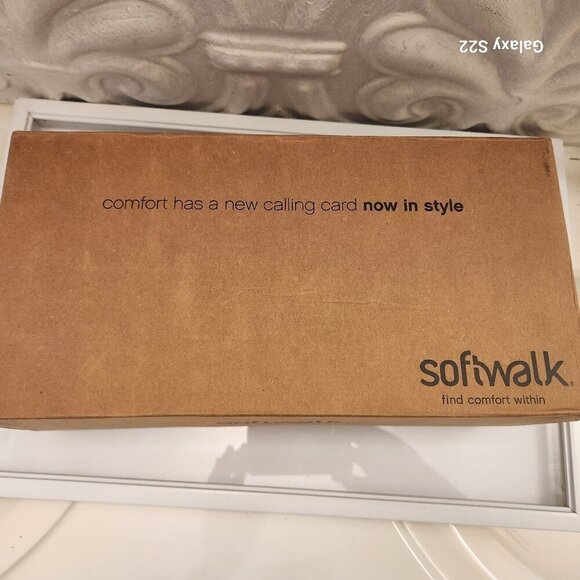 Galaxy S22
comfort has a new calling card now in style
softwalk®
find comfort within